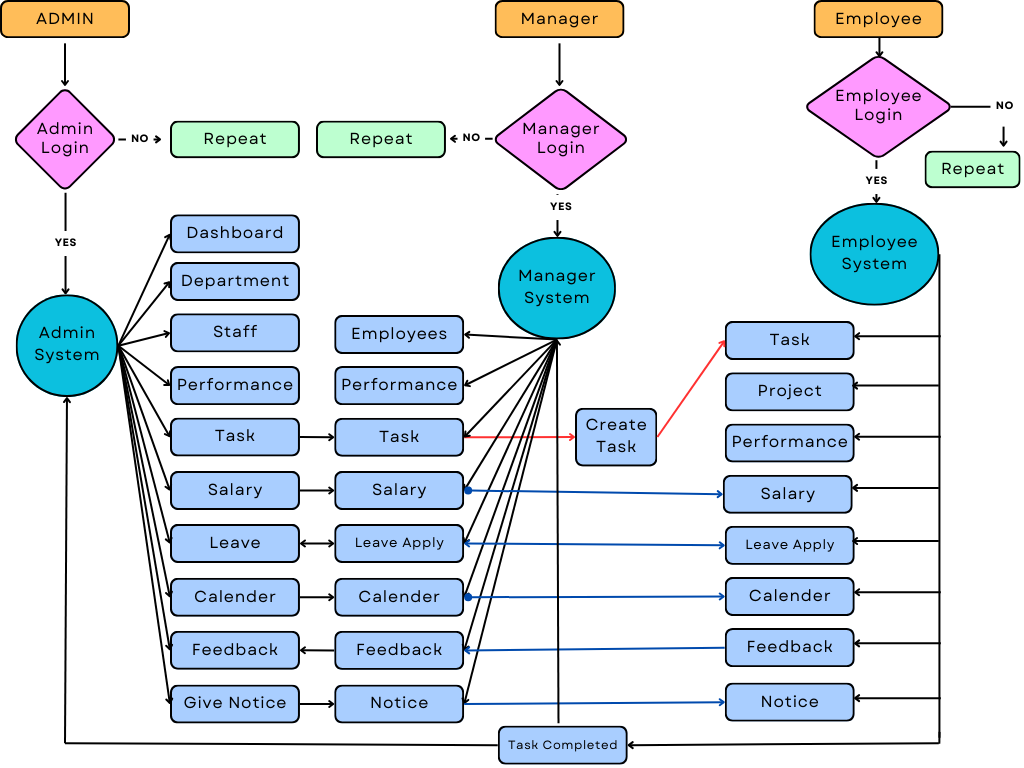 ADMIN
Manager
Employee
Admin
Login
NO
Repeat
Repeat
NO
Manager
Login
Employee
Login
NO
Repeat
YES
YES
YES
Dashboard
Department
Staff
Performance
Task
Salary
Leave
Calender
Feedback
Give Notice
Admin
System
Manager
System
Employee
System
Employees
Performance
Task
Salary
Leave Apply
Calender
Feedback
Notice
Create
Task
Task
Project
Performance
Salary
Leave Apply
Calender
Feedback
Notice
Task Completed